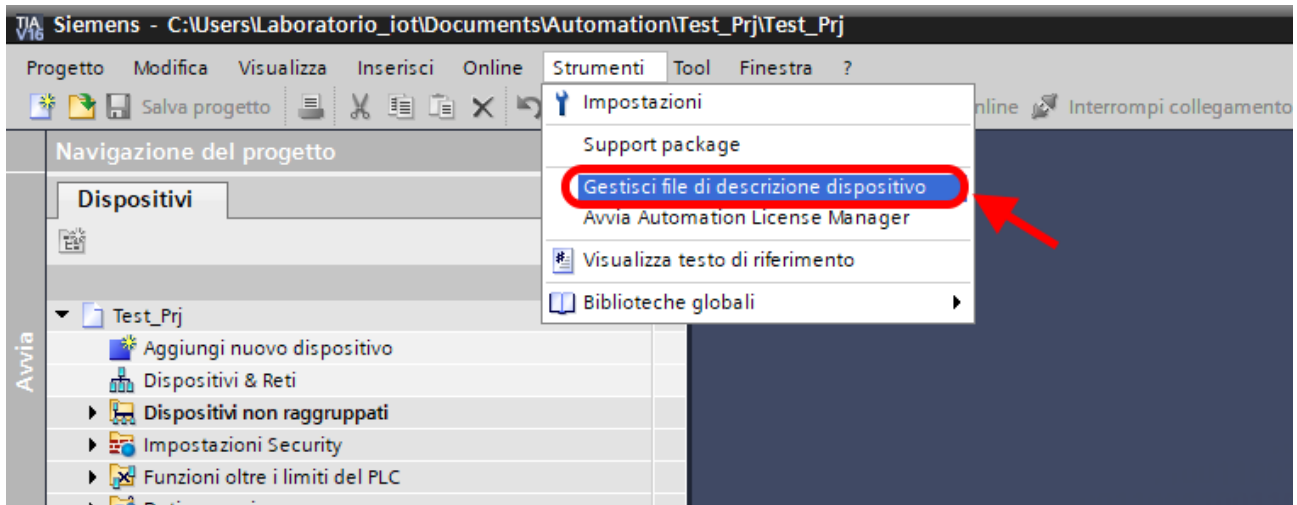 TIA V16 Siemens - C:\Users\Laboratorio_iot\Documents\Automation\Test_Prj\Test_Prj
Progetto Modifica Visualizza Inserisci Online Strumenti Tool Finestra ?
Salva progetto nline Interrompi collegamento
Impostazioni
Support package
Gestisci file di descrizione dispositivo
Avvia Automation License Manager
Visualizza testo di riferimento
Biblioteche globali
Navigazione del progetto
Dispositivi
Avvia
Test_Prj
Aggiungi nuovo dispositivo
Dispositivi & Reti
Dispositivi non raggruppati
Impostazioni Security
Funzioni oltre i limiti del PLC